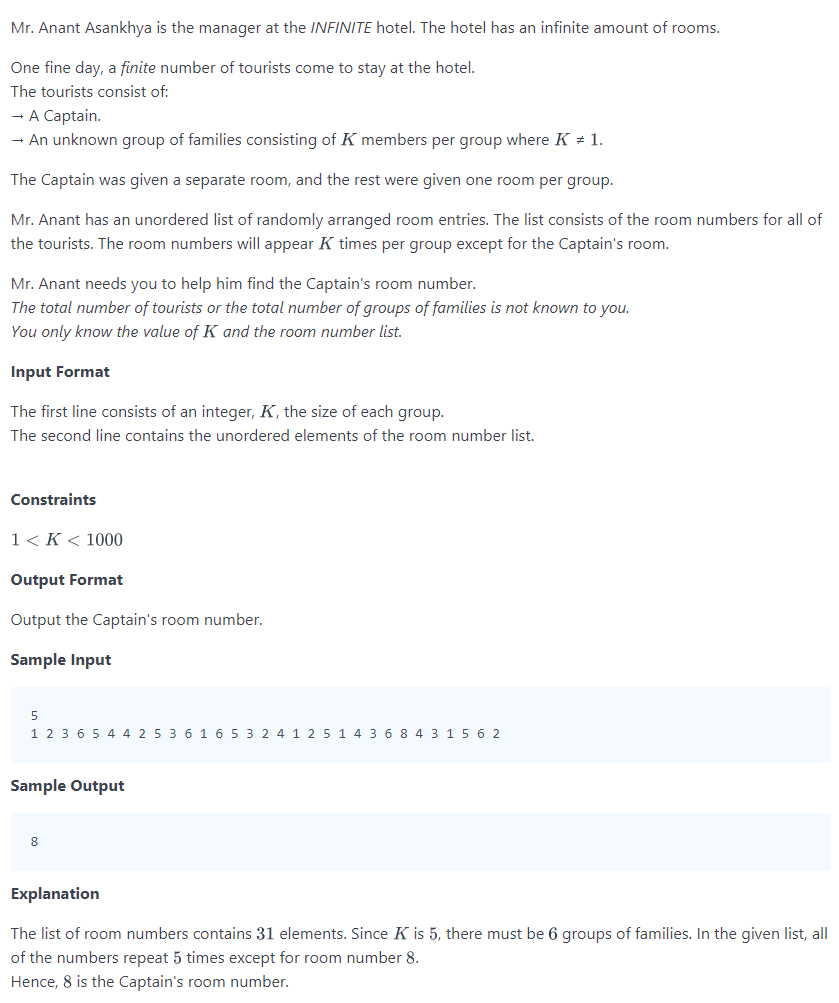 Mr. Anant Asankhya is the manager at the INFINITE hotel. The hotel has an infinite amount of rooms.
One fine day, a finite number of tourists come to stay at the hotel.
The tourists consist of:
→ A Captain.
→ An unknown group of families consisting of K members per group where K ≠ 1.
The Captain was given a separate room, and the rest were given one room per group.
Mr. Anant has an unordered list of randomly arranged room entries. The list consists of the room numbers for all of
the tourists. The room numbers will appear K times per group except for the Captain's room.
Mr. Anant needs you to help him find the Captain's room number.
The total number of tourists or the total number of groups of families is not known to you.
You only know the value of K and the room number list.
Input Format
The first line consists of an integer, K, the size of each group.
The second line contains the unordered elements of the room number list.
Constraints
1 < K < 1000
Output Format
Output the Captain's room number.
Sample Input
5
1 2 3 6 5 4 4 2 5 3 6 1 6 5 3 2 4 1 2 5 1 4 3 6 8 4 3 1 5 6 2
Sample Output
8
Explanation
The list of room numbers contains 31 elements. Since K is 5, there must be 6 groups of families. In the given list, all
of the numbers repeat 5 times except for room number 8.
Hence, 8 is the Captain's room number.